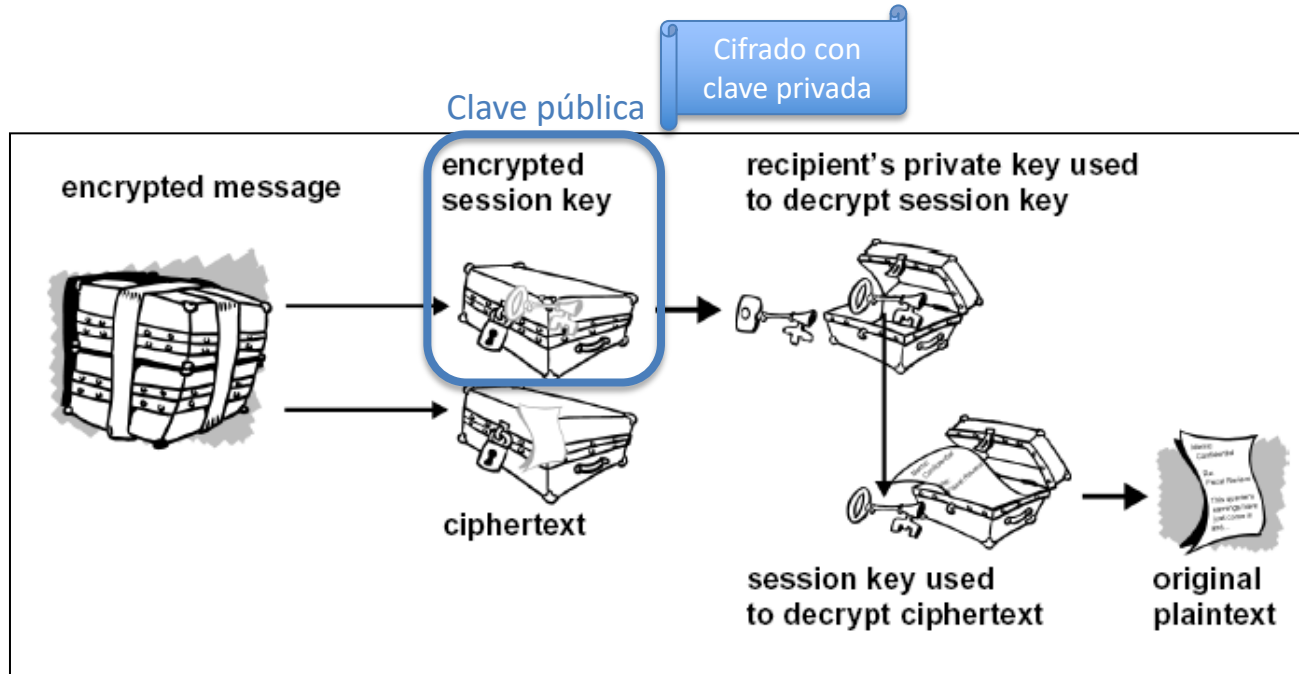 Cifrado con
clave privada
Clave pública
encrypted message
encrypted
session key
recipient's private key used
to decrypt session key
ciphertext
session key used
to decrypt ciphertext
original
plaintext